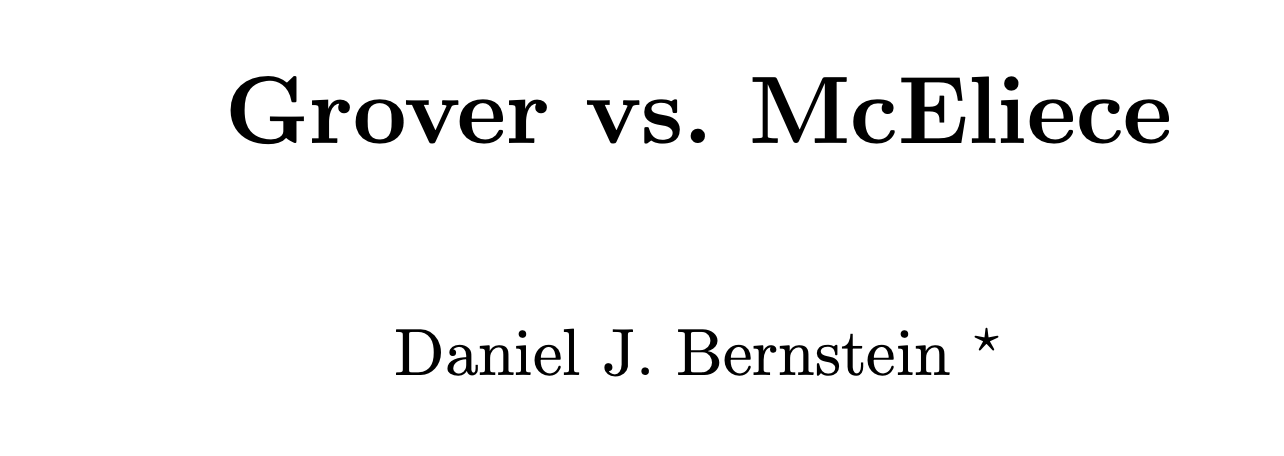 Grover vs. McEliece
Daniel J. Bernstein ⋆